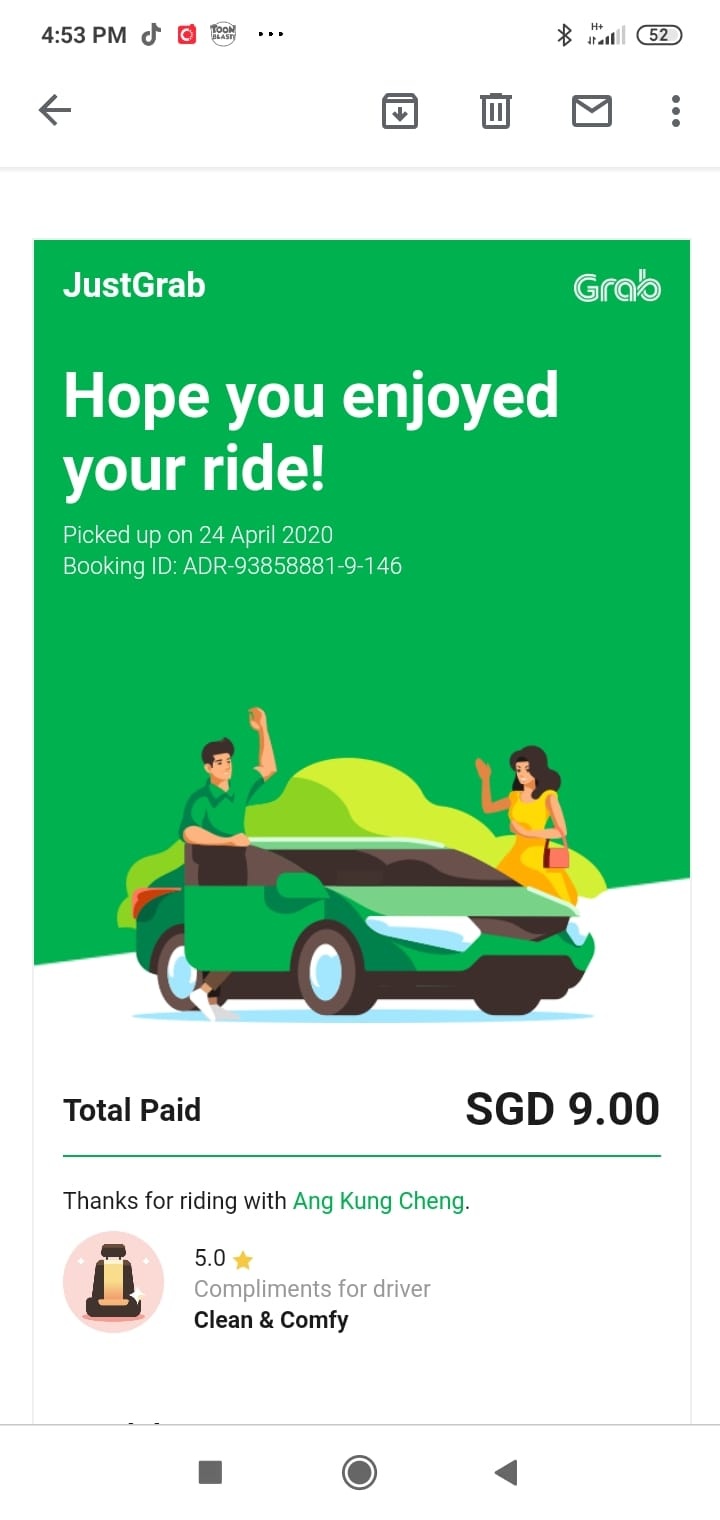 4:53 PM
TOON BLAST!
H+
52
JustGrab
Grab
Hope you enjoyed
your ride!
Picked up on 24 April 2020
Booking ID: ADR-93858881-9-146
Total Paid
SGD 9.00
Thanks for riding with Ang Kung Cheng.
5.0
Compliments for driver
Clean & Comfy